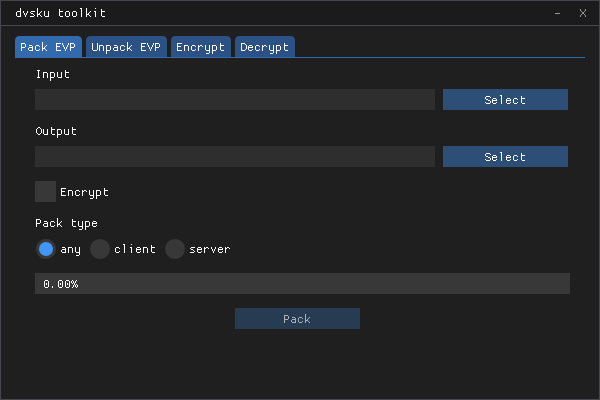 dvsku toolkit – X
Pack EVP Unpack EVP Encrypt Decrypt
Input
Select
Output
Select
Encrypt
Pack type
any client server
0.00%
Pack